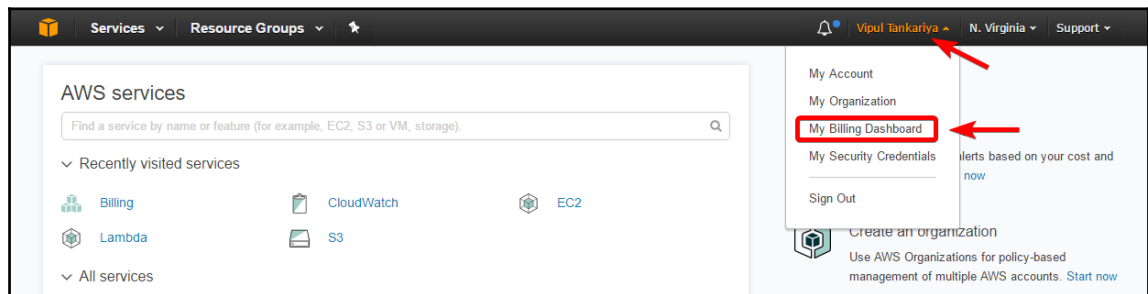 Services Resource Groups Vipul Tankariya N. Virginia Support
AWS services
Find a service by name or feature (for example, EC2, S3 or VM, storage).
Recently visited services
Billing CloudWatch EC2
Lambda S3
All services
My Account
My Organization
My Billing Dashboard
My Security Credentials
Sign Out
alerts based on your cost and
now
Create an organization
Use AWS Organizations for policy-based
management of multiple AWS accounts. Start now